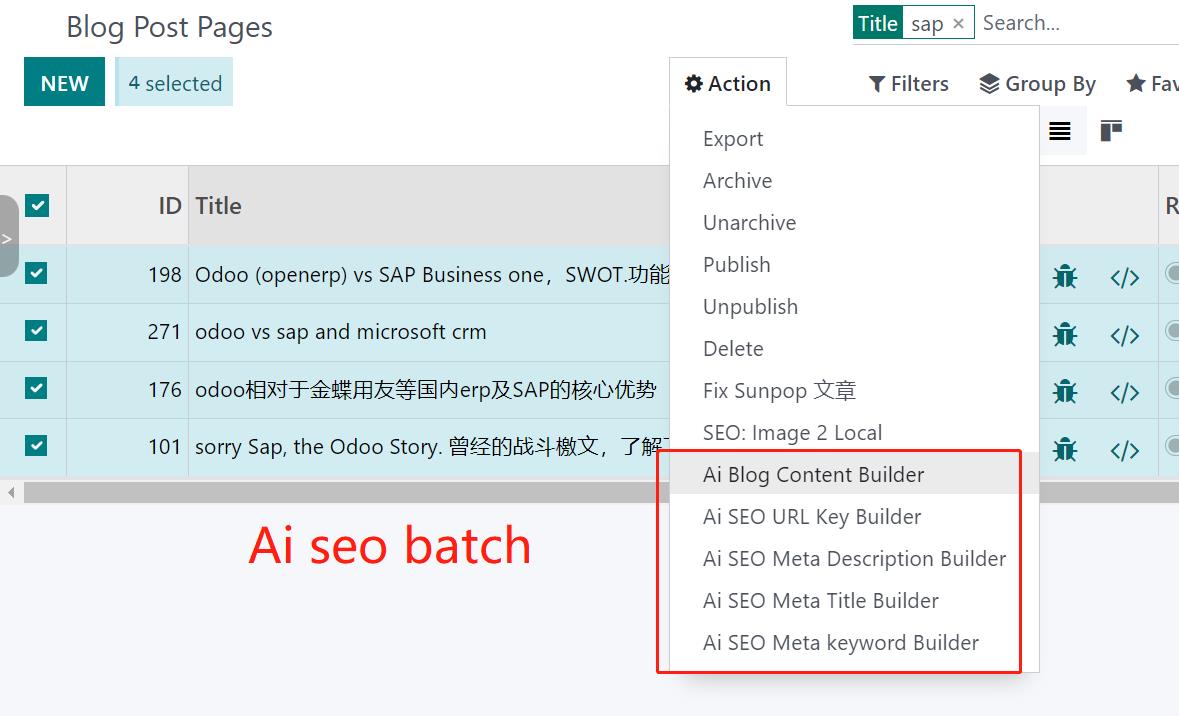 Blog Post Pages
Title sap × Search...
NEW 4 selected
Action
Filters Group By Fav
Export
Archive
Unarchive
Publish
Unpublish
Delete
Fix Sunpop 文章
SEO: Image 2 Local
Ai Blog Content Builder
Ai SEO URL Key Builder
Ai SEO Meta Description Builder
Ai SEO Meta Title Builder
Ai SEO Meta keyword Builder
ID Title R
198 Odoo (openerp) vs SAP Business one，SWOT.功能
271 odoo vs sap and microsoft crm
176 odoo相对于金蝶用友等国内erp及SAP的核心优势
101 sorry Sap, the Odoo Story. 曾经的战斗檄文，了解
Ai seo batch